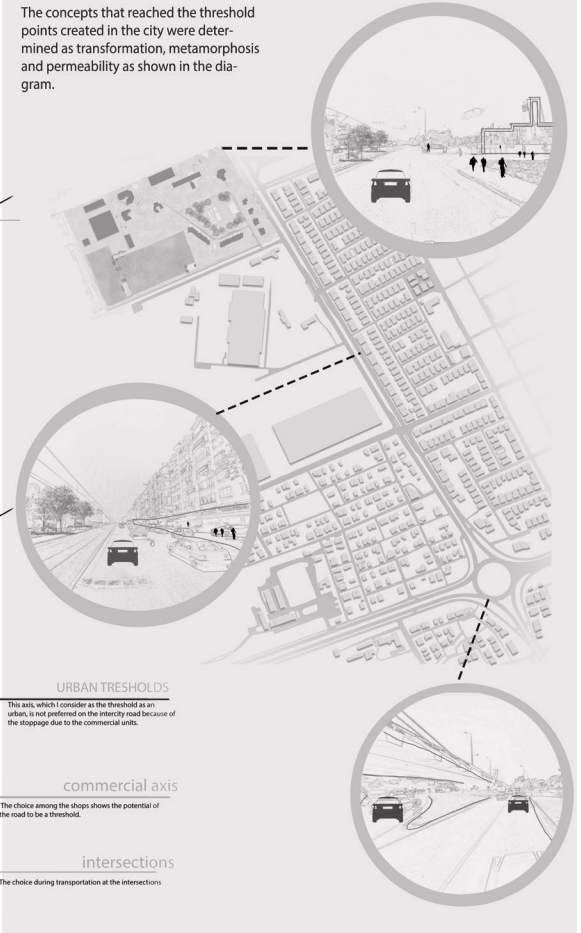 The concepts that reached the threshold
points created in the city were deter-
mined as transformation, metamorphosis
and permeability as shown in the dia-
gram.
URBAN TRESHOLDS
This axis, which I consider as the threshold as an
urban, is not preferred on the intercity road because of
the stoppage due to the commercial units.
commercial axis
The choice among the shops shows the potential of
the road to be a threshold.
intersections
The choice during transportation at the intersections